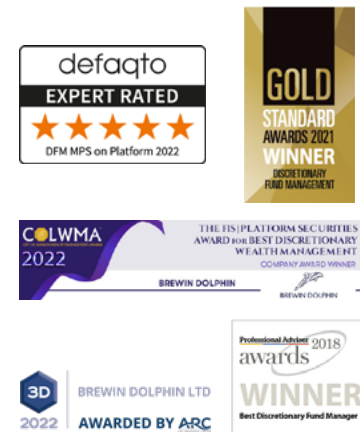 defaqto
EXPERT RATED
DFM MPS on Platform 2022
GOLD
STANDARD
AWARDS 2021
WINNER
DISCRETIONARY
FUND MANAGEMENT
COLWMA
2022
THE FIS|PLATFORM SECURITIES
AWARD FOR BEST DISCRETIONARY
WEALTH MANAGEMENT
COMPANY AWARD WINNER
BREWIN DOLPHIN
BREWIN DOLPHIN
3D
2022
BREWIN DOLPHIN LTD
AWARDED BY ARC
Professional Adviser 2018
awards
WINNER
Best Discretionary Fund Manager